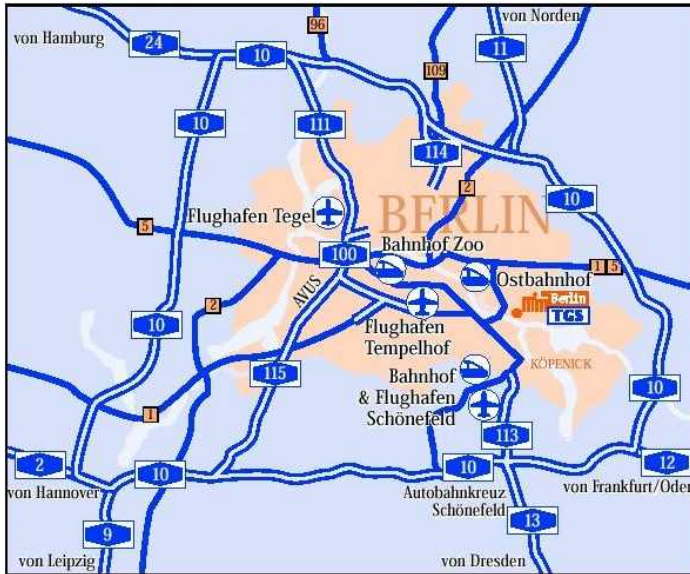 96
von Norden
von Hamburg
24
10
11
109
10
111
114
10
2
Flughafen Tegel
BERLIN
5
100
Bahnhof Zoo
1 5
Ostbahnhof
AVUS
Berlin
TGS
2
10
Flughafen
Tempelhof
KÖPENICK
115
Bahnhof
& Flughafen
Schönefeld
10
1
113
2
10
10
12
von Hannover
Autobahnkreuz
Schönefeld
von Frankfurt/Oder
9
13
von Leipzig
von Dresden